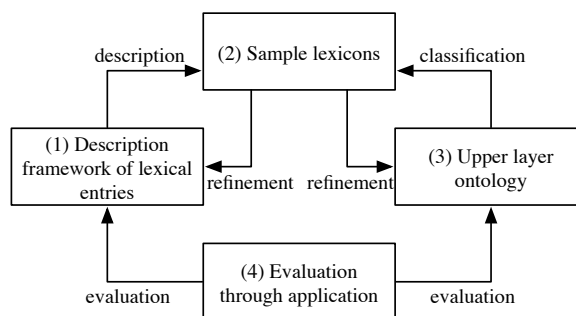 description
(2) Sample lexicons
classification
(1) Description
framework of lexical
entries
refinement
refinement
(3) Upper layer
ontology
evaluation
(4) Evaluation
through application
evaluation